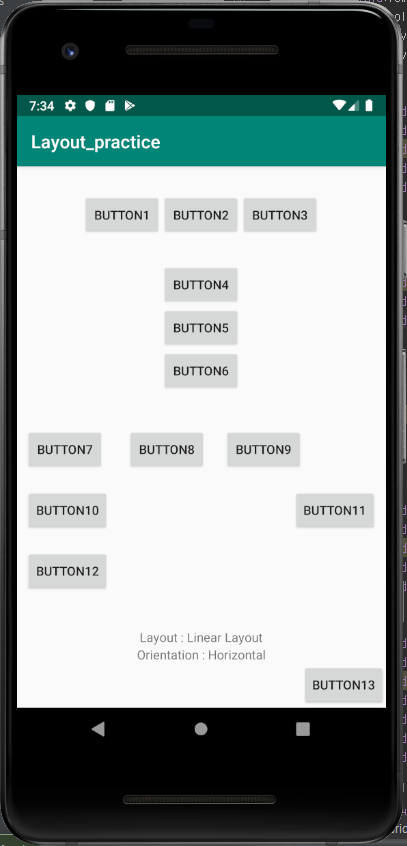 7:34
Layout_practice
BUTTON1 BUTTON2 BUTTON3
BUTTON4
BUTTON5
BUTTON6
BUTTON7 BUTTON8 BUTTON9
BUTTON10 BUTTON11
BUTTON12
Layout : Linear Layout
Orientation : Horizontal
BUTTON13